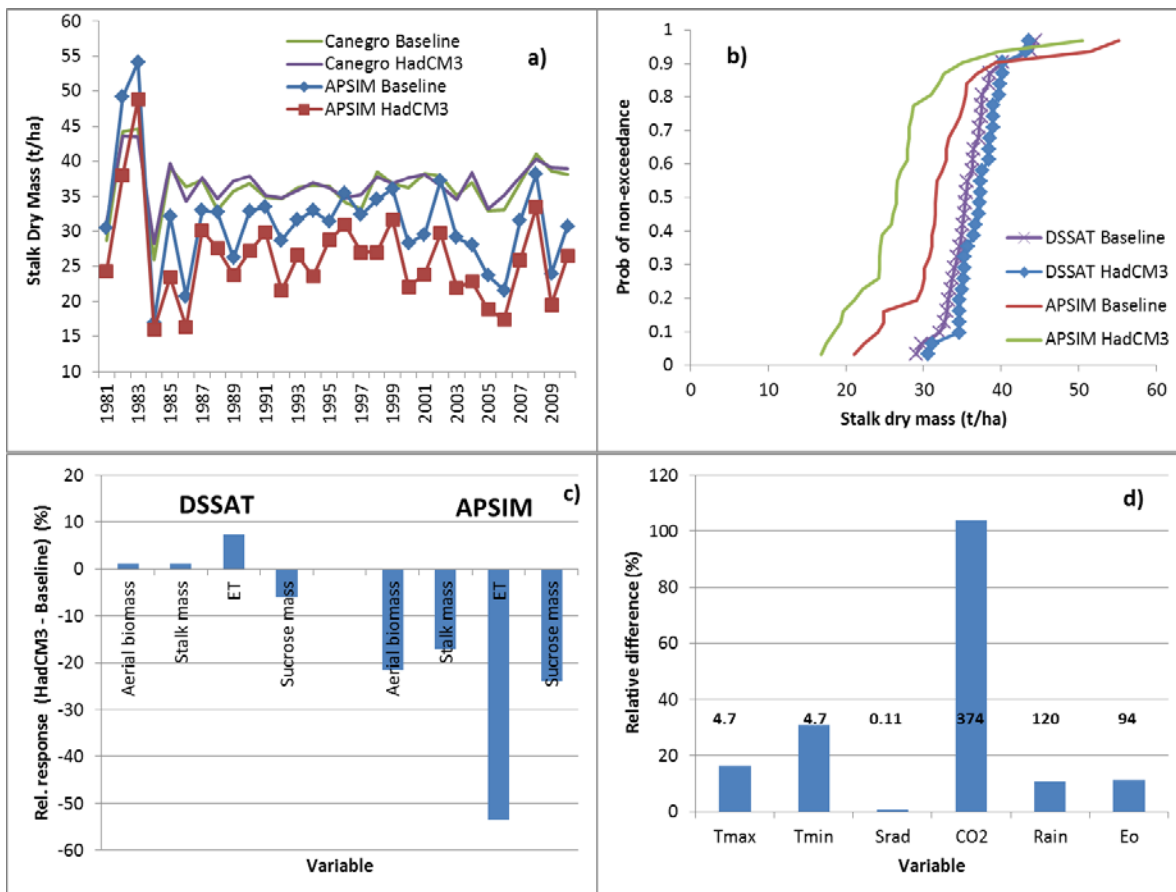 a)
Canegro Baseline
Canegro HadCM3
APSIM Baseline
APSIM HadCM3
Stalk Dry Mass (t/ha)
60
55
50
45
40
35
30
25
20
15
10
1981
1983
1985
1987
1989
1991
1993
1995
1997
1999
2001
2003
2005
2007
2009
b)
Prob of non-exceedance
1
0.9
0.8
0.7
0.6
0.5
0.4
0.3
0.2
0.1
0
DSSAT Baseline
DSSAT HadCM3
APSIM Baseline
APSIM HadCM3
0 10 20 30 40 50 60
Stalk dry mass (t/ha)
c)
DSSAT
APSIM
Rel. response (HadCM3 - Baseline) (%)
20
10
0
-10
-20
-30
-40
-50
-60
Aerial biomass
Stalk mass
ET
Sucrose mass
Aerial biomass
Stalk mass
ET
Sucrose mass
Variable
d)
Relative difference (%)
120
100
80
60
40
20
0
4.7 4.7 0.11 374 120 94
Tmax Tmin Srad CO2 Rain Eo
Variable